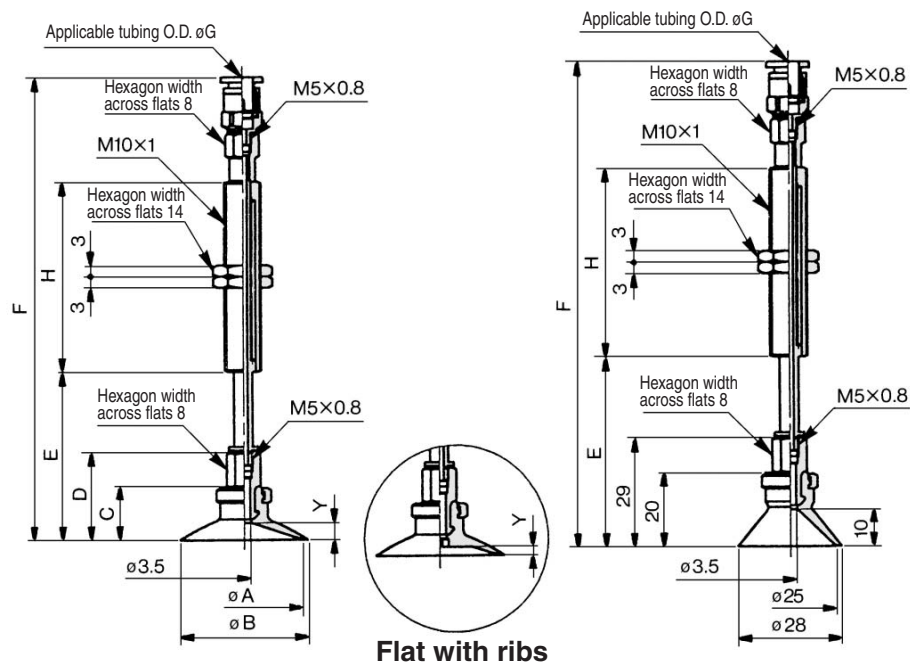 Applicable tubing O.D. øG
Hexagon width
across flats 8
M5×0.8
M10×1
Hexagon width
across flats 14
3
3
H
F
Hexagon width
across flats 8
M5×0.8
E
D
C
Y
ø3.5
øA
øB
Y
Flat with ribs
Applicable tubing O.D. øG
Hexagon width
across flats 8
M5×0.8
M10×1
Hexagon width
across flats 14
3
3
H
F
Hexagon width
across flats 8
M5×0.8
E
29
20
10
ø3.5
ø25
ø28